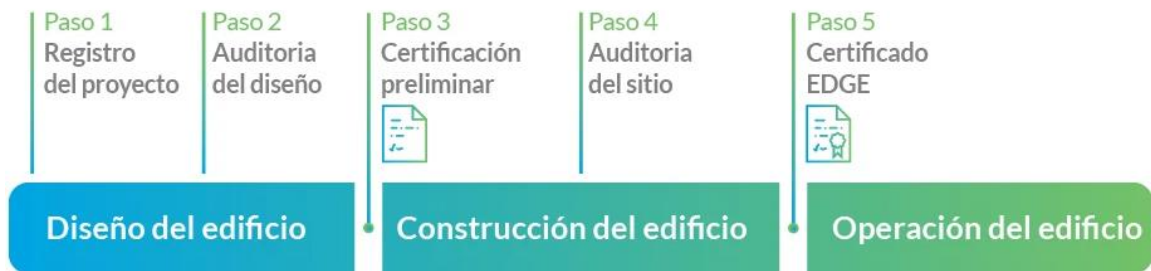 Paso 1
Registro
del proyecto
Paso 2
Auditoria
del diseño
Paso 3
Certificación
preliminar
Paso 4
Auditoria
del sitio
Paso 5
Certificado
EDGE
Diseño del edificio
Construcción del edificio
Operación del edificio